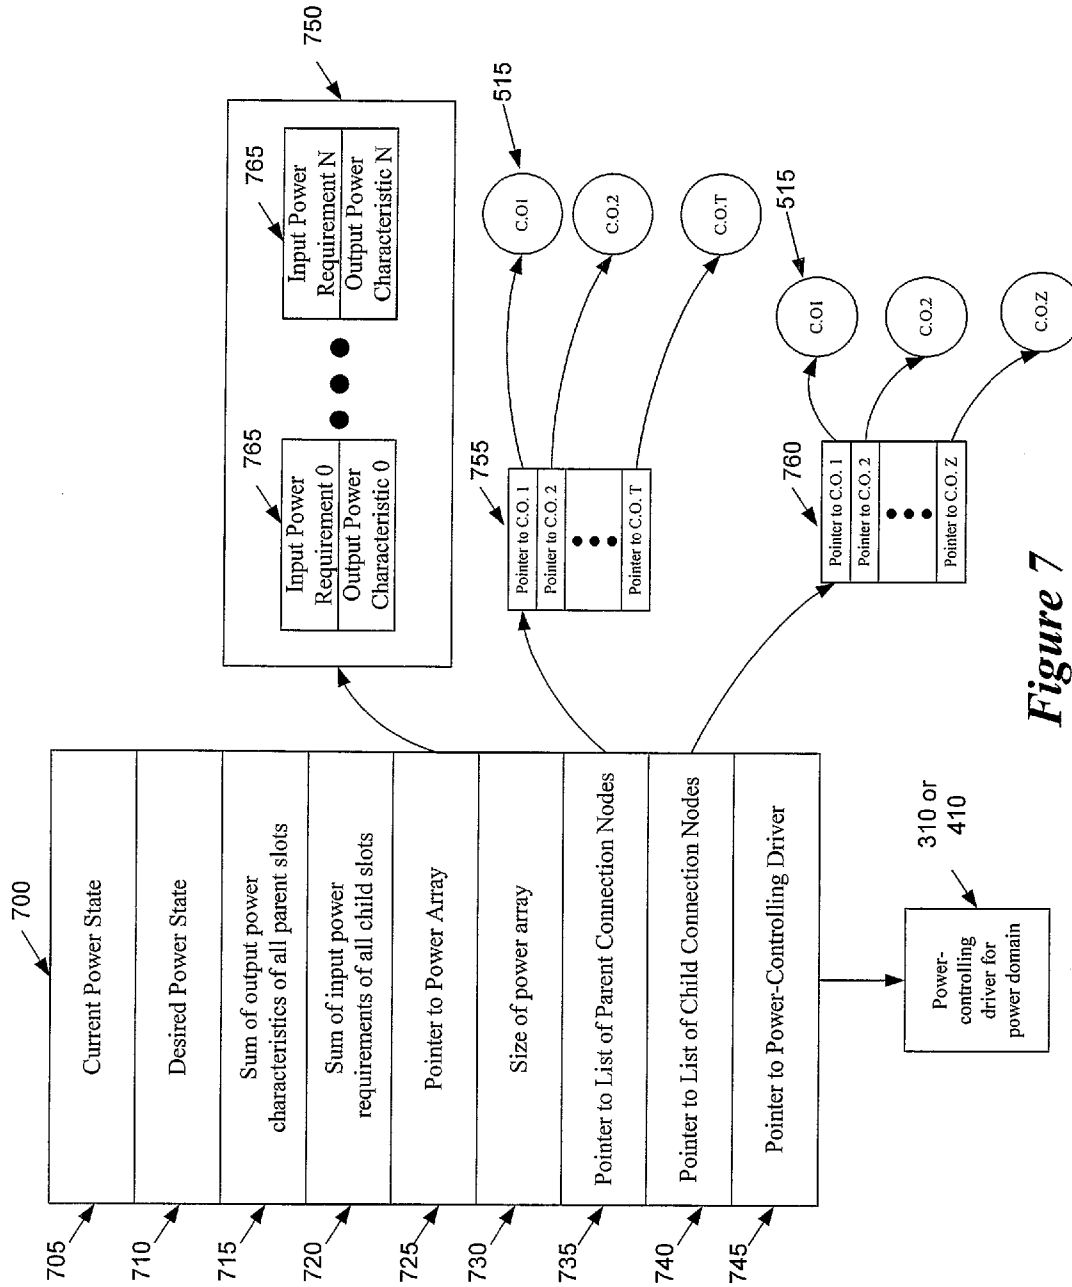 700
705
Current Power State
710
Desired Power State
715
Sum of output power
characteristics of all parent slots
720
Sum of input power
requirements of all child slots
725
Pointer to Power Array
730
Size of power array
735
Pointer to List of Parent Connection Nodes
740
Pointer to List of Child Connection Nodes
745
Pointer to Power-Controlling Driver
750
765
Input Power
Requirement 0
Output Power
Characteristic 0
765
Input Power
Requirement N
Output Power
Characteristic N
755
Pointer to C.O. 1
Pointer to C.O. 2
Pointer to C.O. T
515
C.O1
C.O.2
C.O.T
760
Pointer to C.O. 1
Pointer to C.O. 2
Pointer to C.O. Z
515
C.O1
C.O.2
C.O.Z
310 or
410
Power-
controlling
driver for
power domain
Figure 7